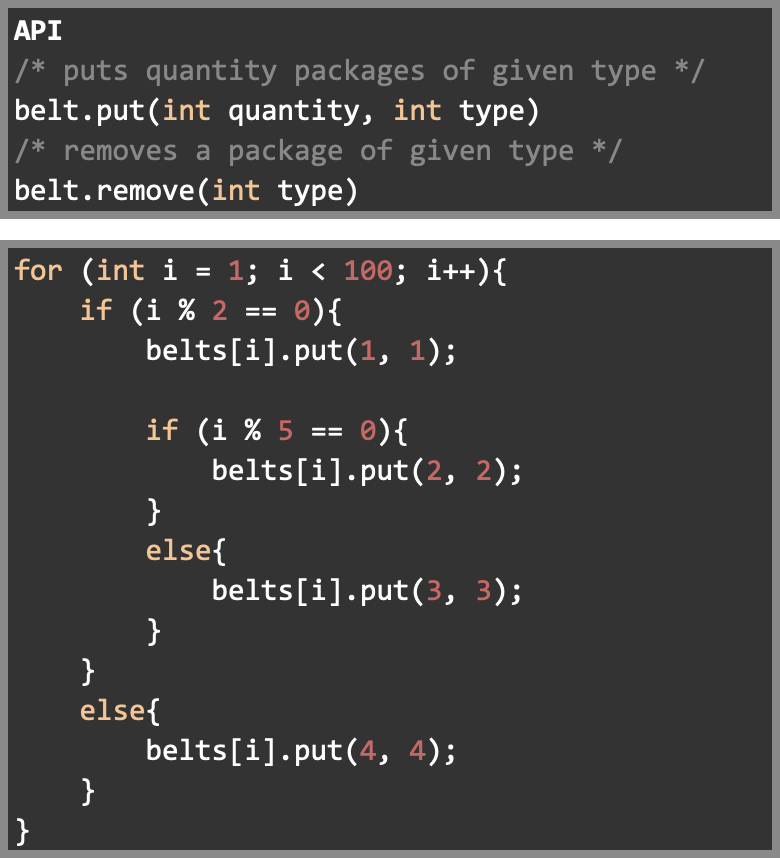 API
/* puts quantity packages of given type */
belt.put(int quantity, int type)
/* removes a package of given type */
belt.remove(int type)
for (int i = 1; i < 100; i++){
    if (i % 2 == 0){
        belts[i].put(1, 1);
        if (i % 5 == 0){
            belts[i].put(2, 2);
        }
        else{
            belts[i].put(3, 3);
        }
    }
    else{
        belts[i].put(4, 4);
    }
}